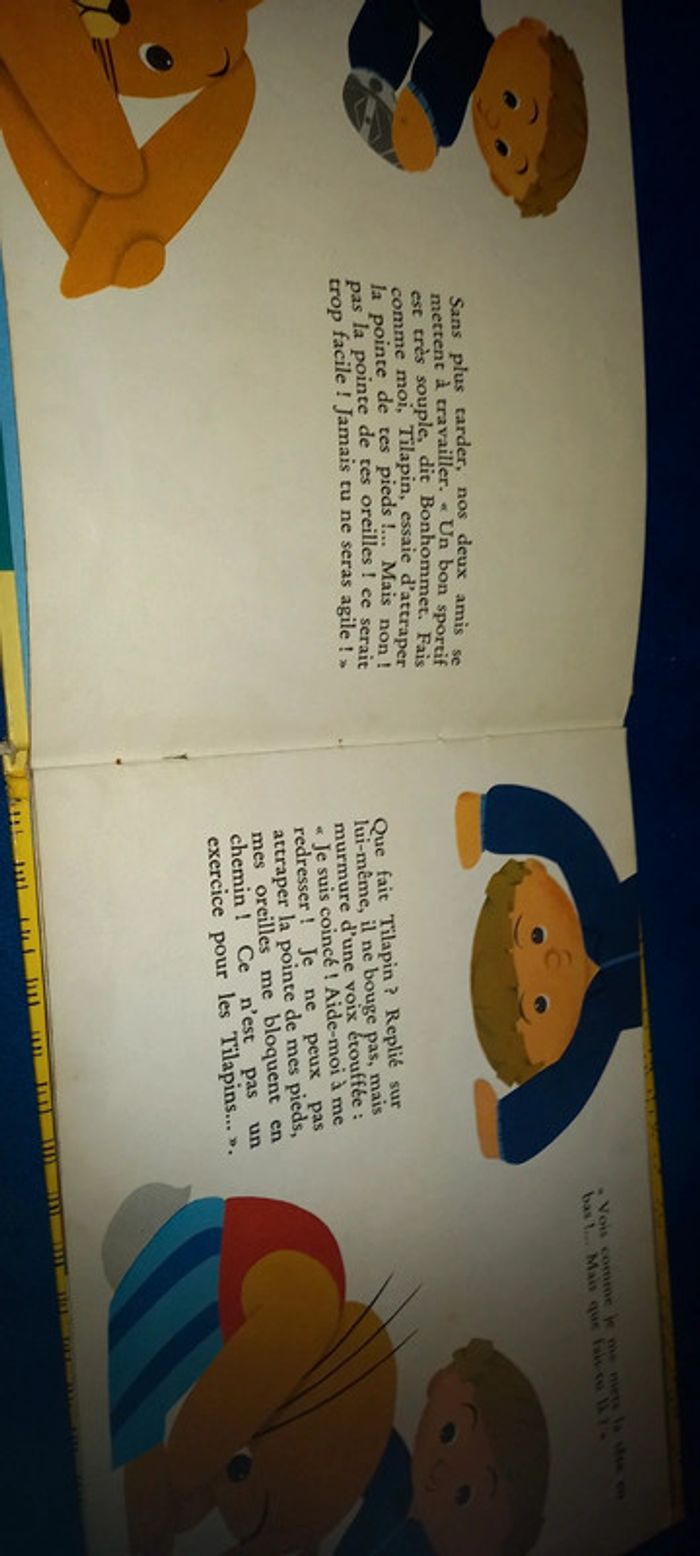 Sans plus tarder, nos deux amis se
mettent à travailler. « Un bon sportif
est très souple, dit Bonhommet. Fais
comme moi, Tilapin, essaie d'attraper
la pointe de tes pieds !... Mais non !
pas la pointe de tes oreilles ! ce serait
trop facile ! Jamais tu ne seras agile ! »
« Vois comme je me mets la tête en
bas !... Mais que fais-tu là ? »
Que fait Tilapin ? Replié sur
lui-même, il ne bouge pas, mais
murmure d'une voix étouffée :
« Je suis coincé ! Aide-moi à me
redresser ! Je ne peux pas
attraper la pointe de mes pieds,
mes oreilles me bloquent en
chemin ! Ce n'est pas un
exercice pour les Tilapins... ».